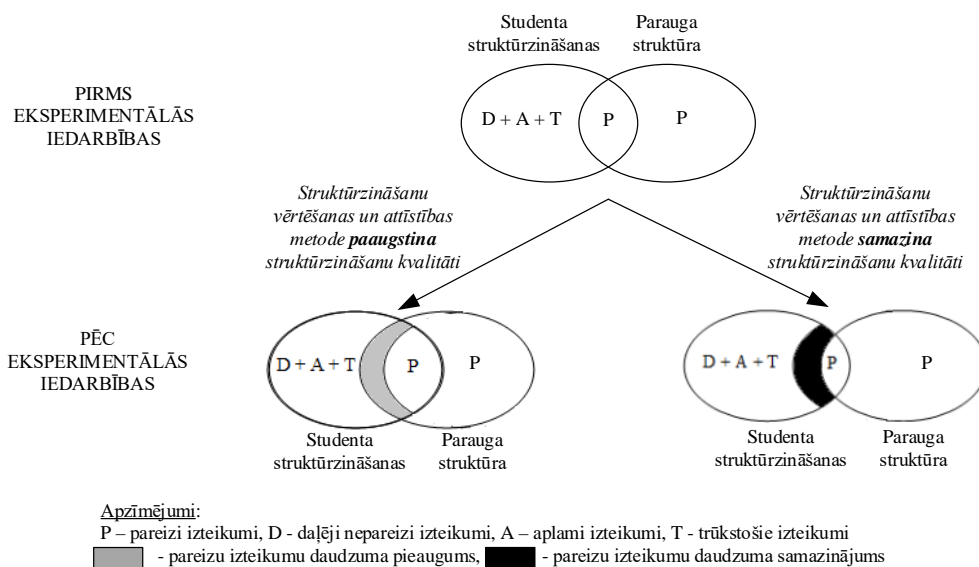 Studenta
struktūrzināšanas
Parauga
struktūra
PIRMS
EKSPERIMENTĀLĀS
IEDARBĪBAS
D + A + T
P
P
Struktūrzināšanu
vērtēšanas un attīstības
metode paaugstina
struktūrzināšanu kvalitāti
Struktūrzināšanu
vērtēšanas un attīstības
metode samazina
struktūrzināšanu kvalitāti
PĒC
EKSPERIMENTĀLĀS
IEDARBĪBAS
D + A + T
P
P
D + A + T
P
P
Studenta
struktūrzināšanas
Parauga
struktūra
Studenta
struktūrzināšanas
Parauga
struktūra
Apzīmējumi:
P – pareizi izteikumi, D - daļēji nepareizi izteikumi, A – aplami izteikumi, T - trūkstošie izteikumi
- pareizu izteikumu daudzuma pieaugums, - pareizu izteikumu daudzuma samazinājums